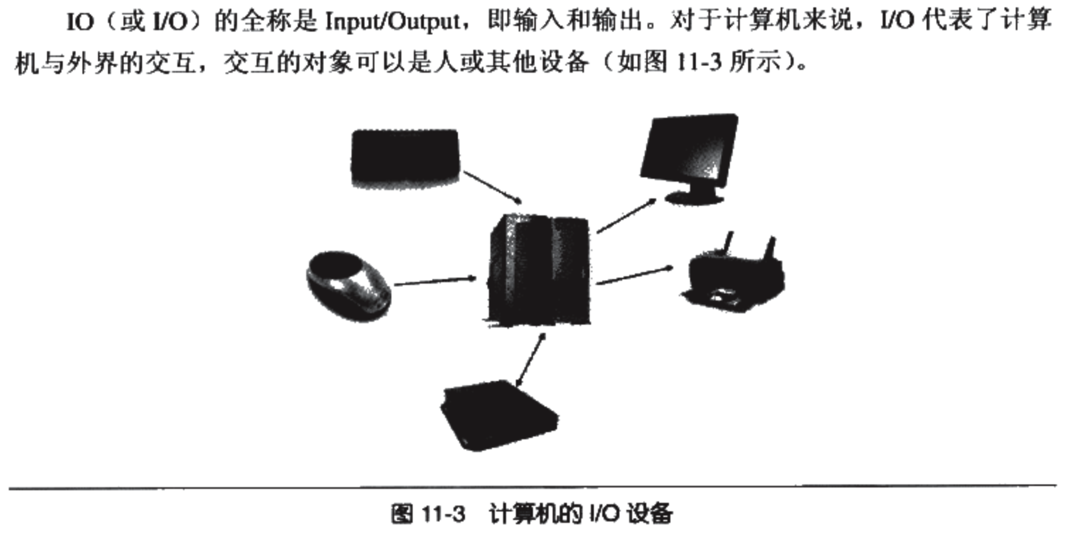 IO（或 I/O）的全称是 Input/Output，即输入和输出。对于计算机来说，I/O 代表了计算
机与外界的交互，交互的对象可以是人或其他设备（如图 11-3 所示）。
图 11-3 计算机的 I/O 设备